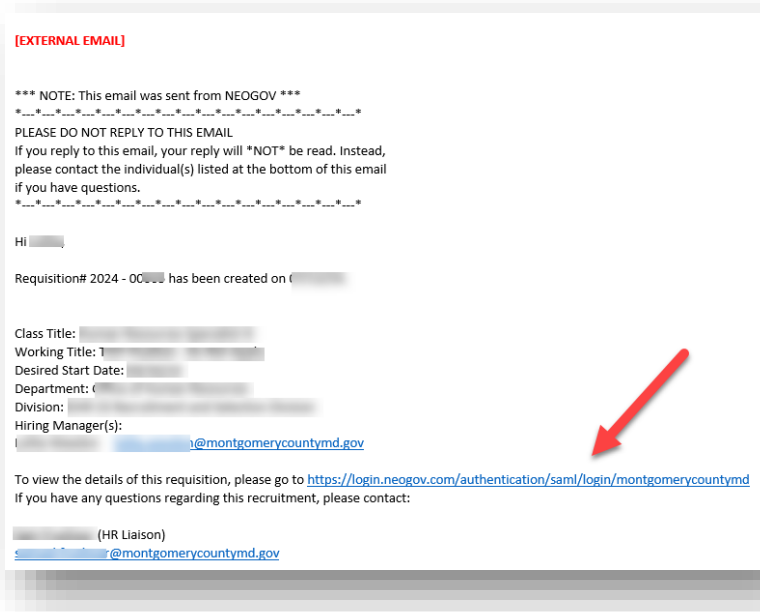 [EXTERNAL EMAIL]
*** NOTE: This email was sent from NEOGOV ***
*---*---*---*---*---*---*---*---*---*---*---*---*---*---*---*---*---*
PLEASE DO NOT REPLY TO THIS EMAIL
If you reply to this email, your reply will *NOT* be read. Instead,
please contact the individual(s) listed at the bottom of this email
if you have questions.
*---*---*---*---*---*---*---*---*---*---*---*---*---*---*---*---*---*
Hi
Requisition# 2024 - 00 has been created on
Class Title:
Working Title:
Desired Start Date:
Department:
Division:
Hiring Manager(s):
@montgomerycountymd.gov
To view the details of this requisition, please go to https://login.neogov.com/authentication/saml/login/montgomerycountymd
If you have any questions regarding this recruitment, please contact:
(HR Liaison)
@montgomerycountymd.gov